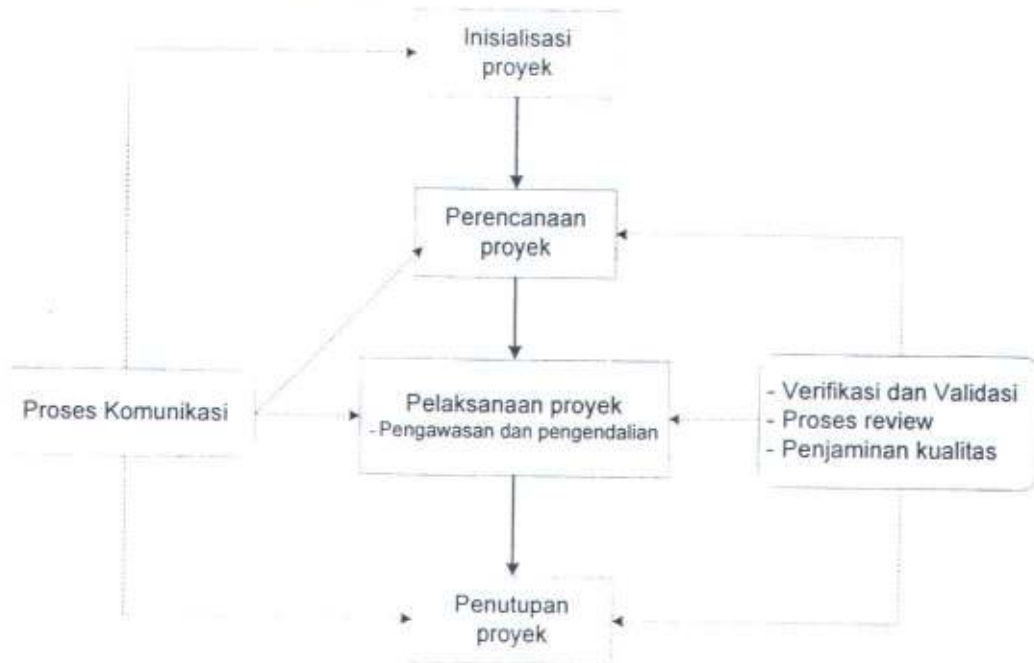 Inisialisasi
proyek
Perencanaan
proyek
Proses Komunikasi
Pelaksanaan proyek
- Pengawasan dan pengendalian
- Verifikasi dan Validasi
- Proses review
- Penjaminan kualitas
Penutupan
proyek